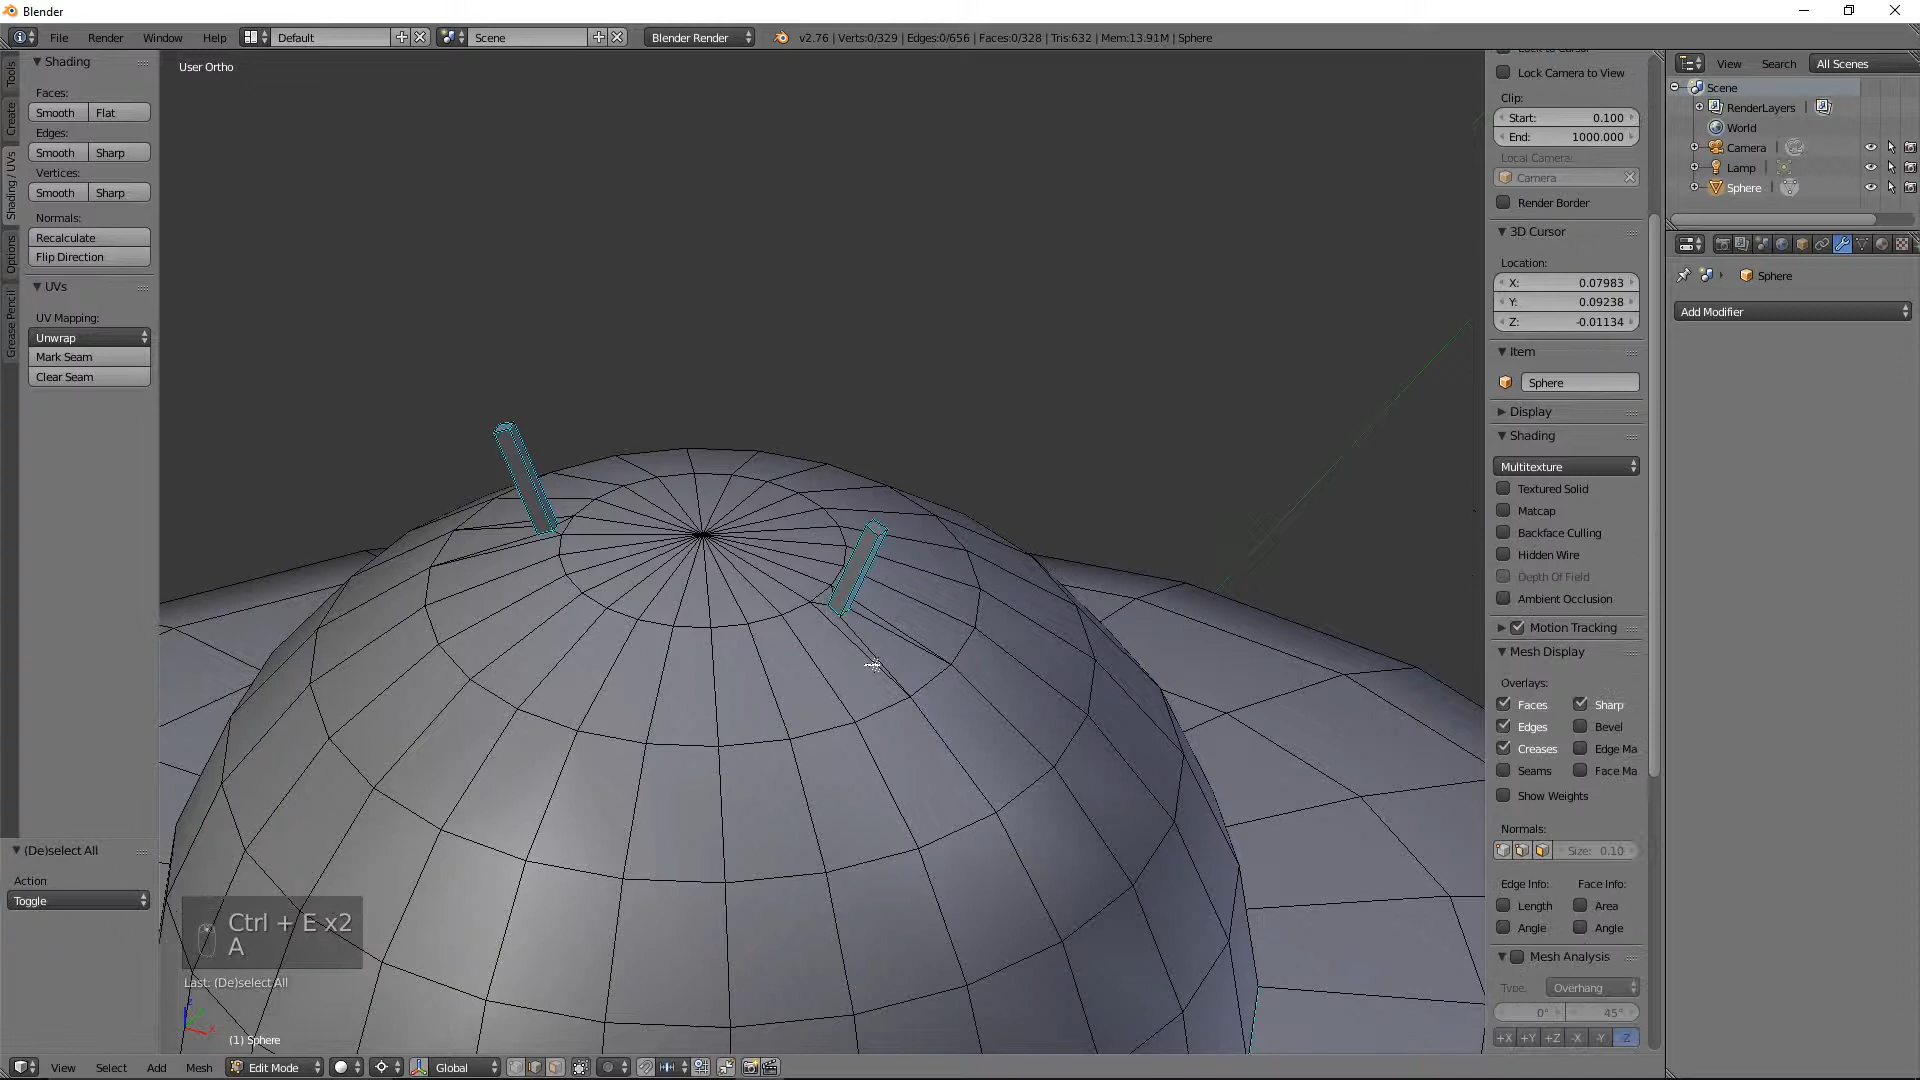 Blender
File Render Window Help Default Scene Blender Render v2.76 | Verts:0/329 | Edges:0/656 | Faces:0/328 | Tris:632 | Mem:13.91M | Sphere
Tools
Create
Shading / UVs
Options
Grease Pencil
Shading
Faces:
Smooth Flat
Edges:
Smooth Sharp
Vertices:
Smooth Sharp
Normals:
Recalculate
Flip Direction
UVs
UV Mapping:
Unwrap
Mark Seam
Clear Seam
(De)select All
Action
Toggle
User Ortho
Ctrl + E x2
A
Last: (De)select All
(1) Sphere
View Select Add Mesh Edit Mode Global
Lock Camera to View
Clip:
Start: 0.100
End: 1000.000
Local Camera:
Camera
Render Border
3D Cursor
Location:
X: 0.07983
Y: 0.09238
Z: -0.01134
Item
Sphere
Display
Shading
Multitexture
Textured Solid
Matcap
Backface Culling
Hidden Wire
Depth Of Field
Ambient Occlusion
Motion Tracking
Mesh Display
Overlays:
Faces Sharp
Edges Bevel
Creases Edge Ma
Seams Face Ma
Show Weights
Normals:
Size: 0.10
Edge Info: Face Info:
Length Area
Angle Angle
Mesh Analysis
Type: Overhang
0° 45°
+X +Y +Z -X -Y -Z
View Search All Scenes
Scene
RenderLayers
World
Camera
Lamp
Sphere
Sphere
Add Modifier